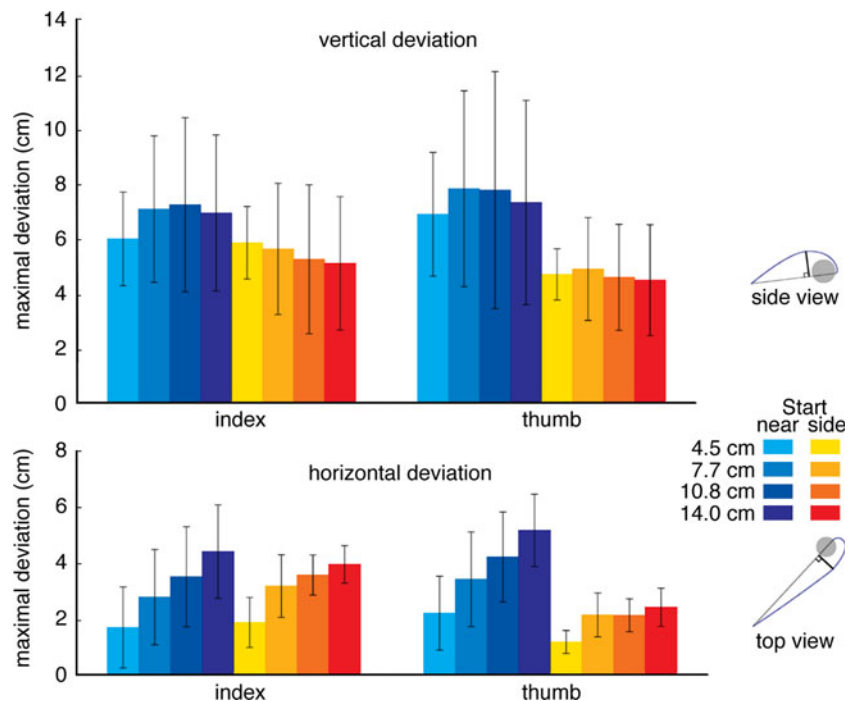 14
vertical deviation
12
10
8
6
4
2
0
maximal deviation (cm)
index
thumb
side view
Start
near side
4.5 cm
7.7 cm
10.8 cm
14.0 cm
8
horizontal deviation
6
4
2
0
maximal deviation (cm)
index
thumb
top view